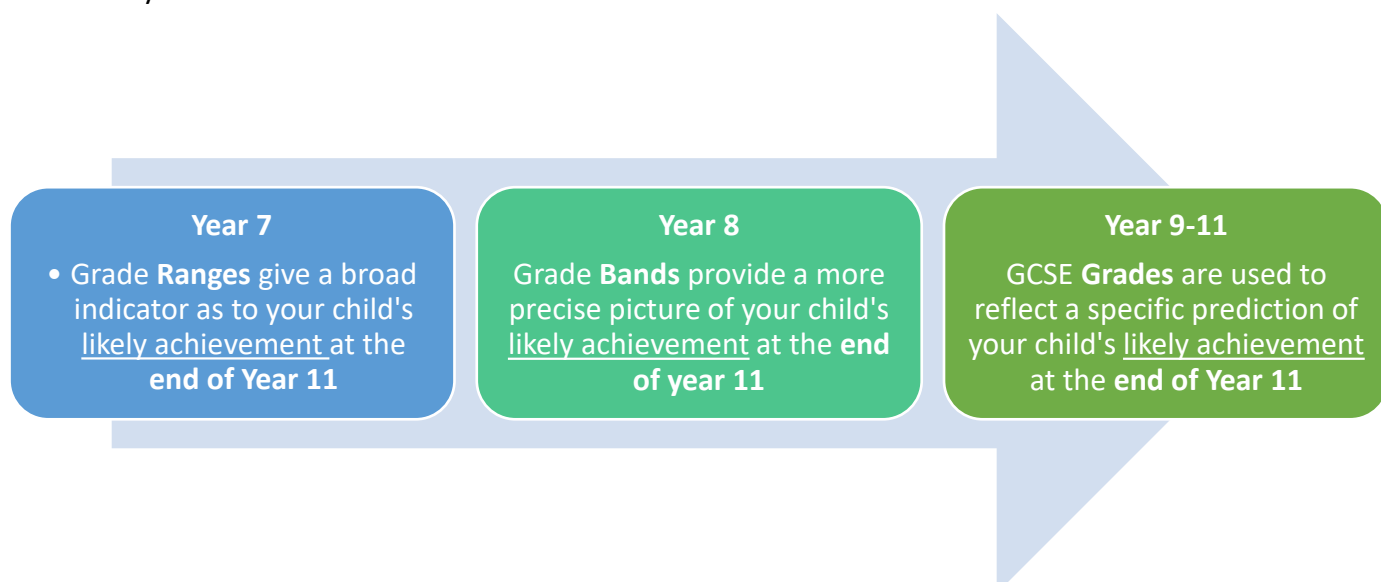 Year 7
• Grade Ranges give a broad
indicator as to your child's
likely achievement at the
end of Year 11
Year 8
Grade Bands provide a more
precise picture of your child's
likely achievement at the end
of year 11
Year 9-11
GCSE Grades are used to
reflect a specific prediction of
your child's likely achievement
at the end of Year 11